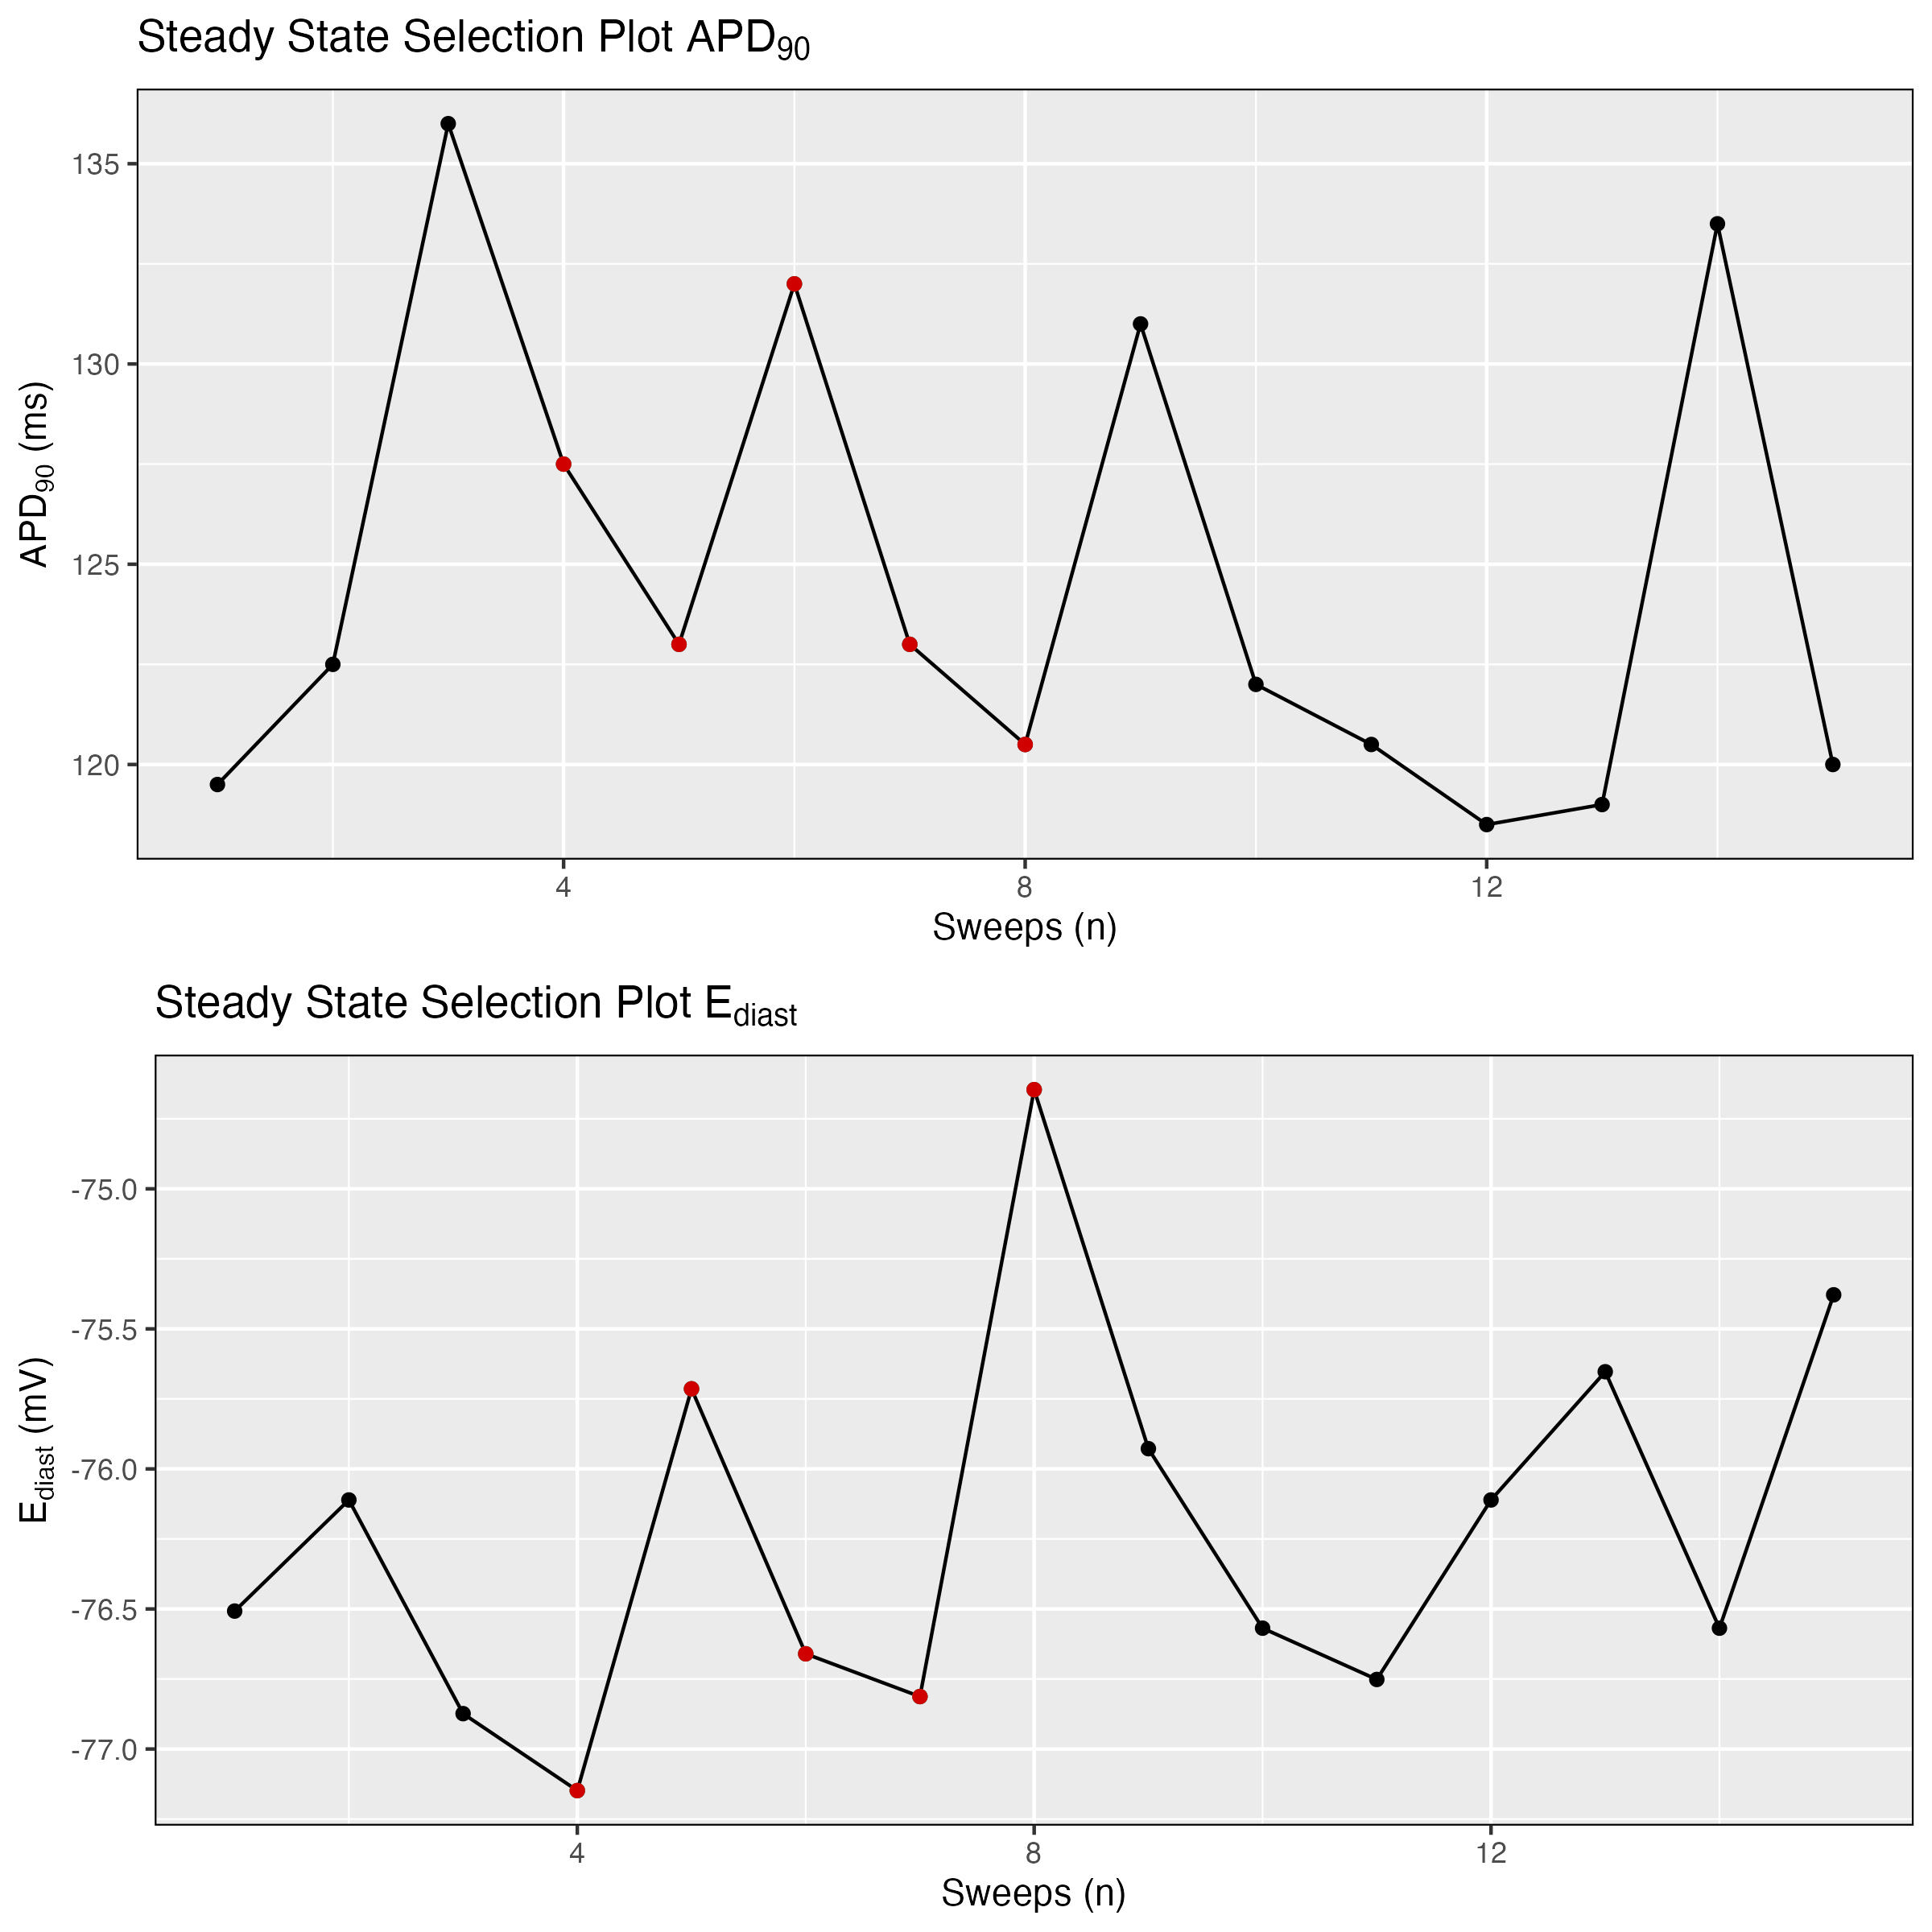 Steady State Selection Plot APD90
APD90 (ms)
135
130
125
120
4 8 12
Sweeps (n)
Steady State Selection Plot Ediast
Ediast (mV)
-75.0
-75.5
-76.0
-76.5
-77.0
4 8 12
Sweeps (n)